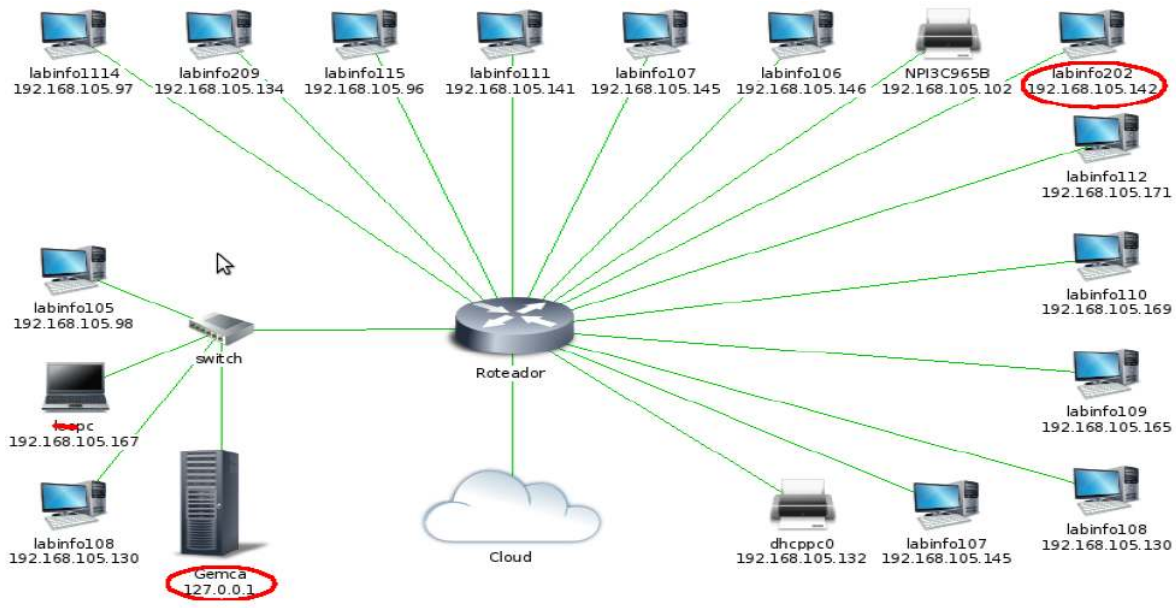 labinfo1114
192.168.105.97
labinfo209
192.168.105.134
labinfo115
192.168.105.96
labinfo111
192.168.105.141
labinfo107
192.168.105.145
labinfo106
192.168.105.146
NPI3C965B
192.168.105.102
labinfo202
192.168.105.142
labinfo112
192.168.105.171
labinfo105
192.168.105.98
switch
Roteador
labinfo110
192.168.105.169
pc
192.168.105.167
labinfo109
192.168.105.165
labinfo108
192.168.105.130
Gemca
127.0.0.1
Cloud
dhcppc0
192.168.105.132
labinfo107
192.168.105.145
labinfo108
192.168.105.130